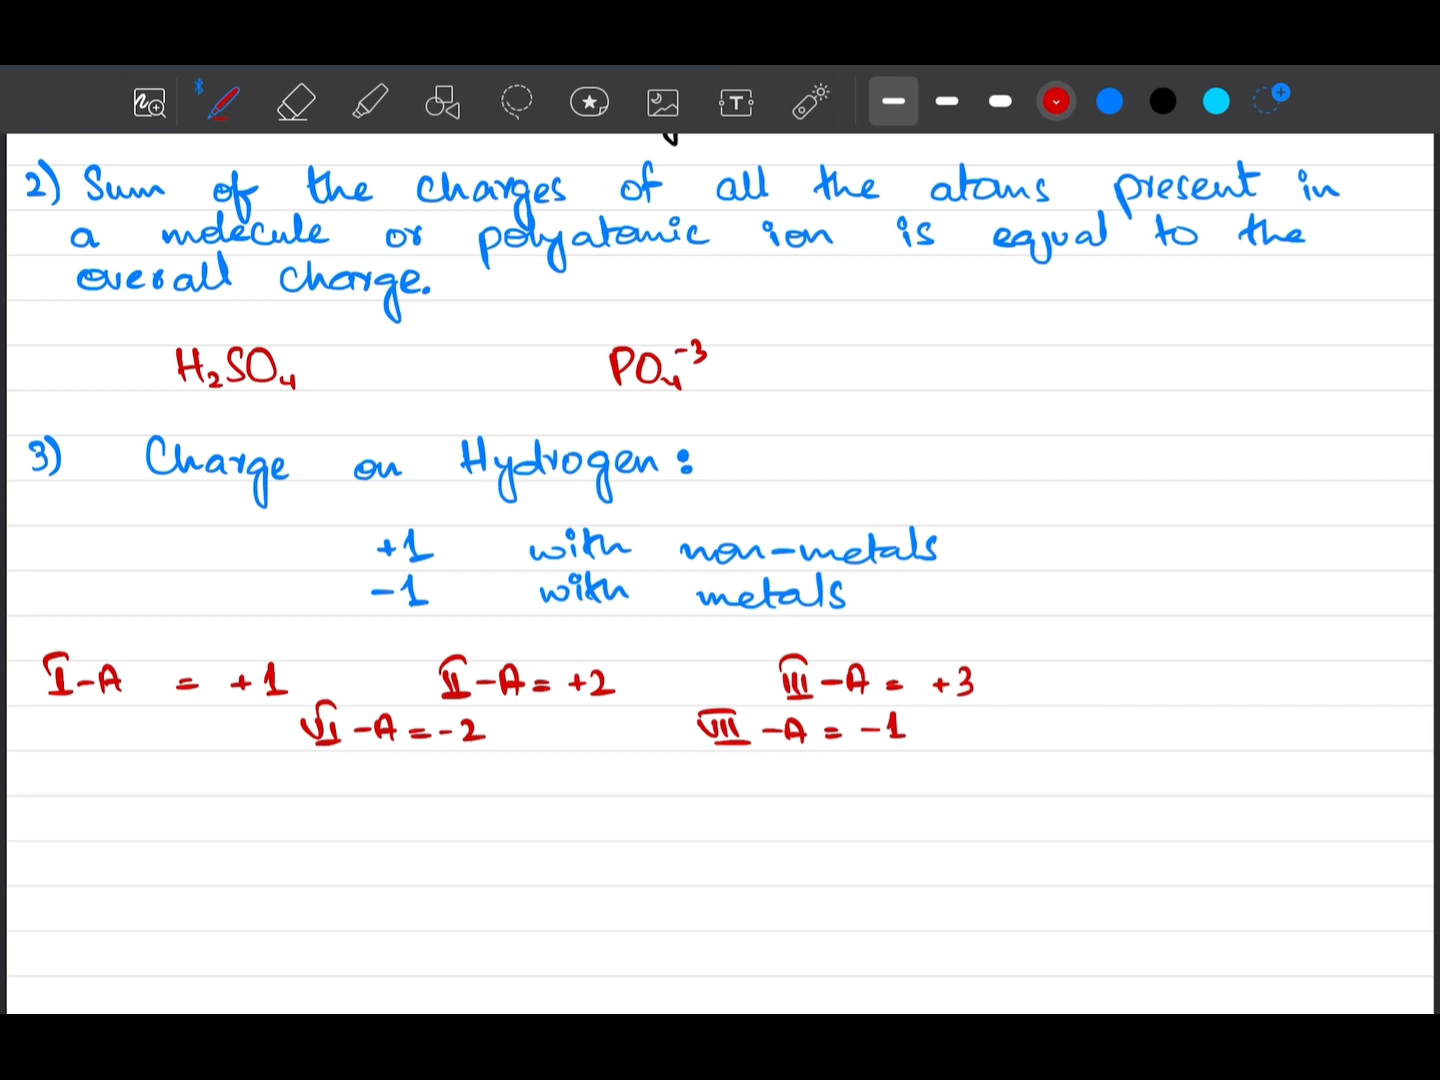 2) Sum of the charges of all the atoms present in
a molecule or polyatomic ion is equal to the
overall charge.
H₂SO₄ PO₄⁻³
3) Charge on Hydrogen:
+1 with non-metals
-1 with metals
I-A = +1 II-A = +2 III-A = +3
VI-A = -2 VII-A = -1